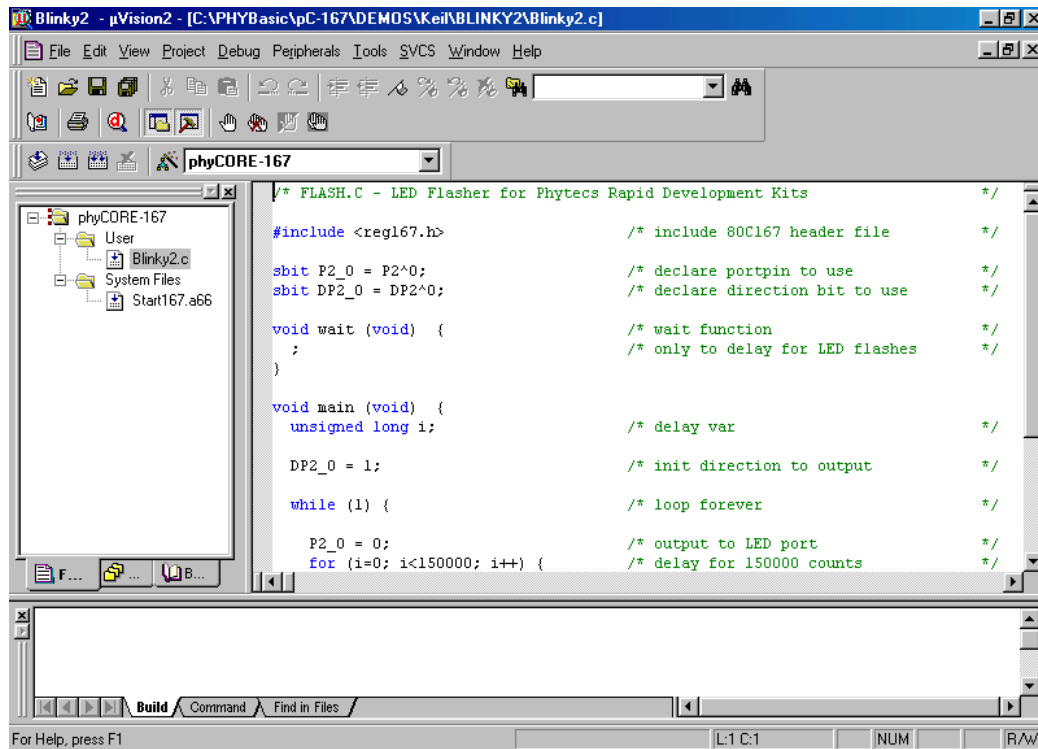 Blinky2 - µVision2 - [C:\PHYBasic\pC-167\DEMOS\Keil\BLINKY2\Blinky2.c]
File Edit View Project Debug Peripherals Tools SVCS Window Help
phyCORE-167
phyCORE-167
User
Blinky2.c
System Files
Start167.a66
F... ... B...
/* FLASH.C - LED Flasher for Phytecs Rapid Development Kits */
#include <reg167.h> /* include 80C167 header file */
sbit P2_0 = P2^0; /* declare portpin to use */
sbit DP2_0 = DP2^0; /* declare direction bit to use */
void wait (void) { /* wait function */
; /* only to delay for LED flashes */
}
void main (void) {
unsigned long i; /* delay var */
DP2_0 = 1; /* init direction to output */
while (1) { /* loop forever */
P2_0 = 0; /* output to LED port */
for (i=0; i<150000; i++) { /* delay for 150000 counts */
Build Command Find in Files
For Help, press F1 L:1 C:1 NUM R/W